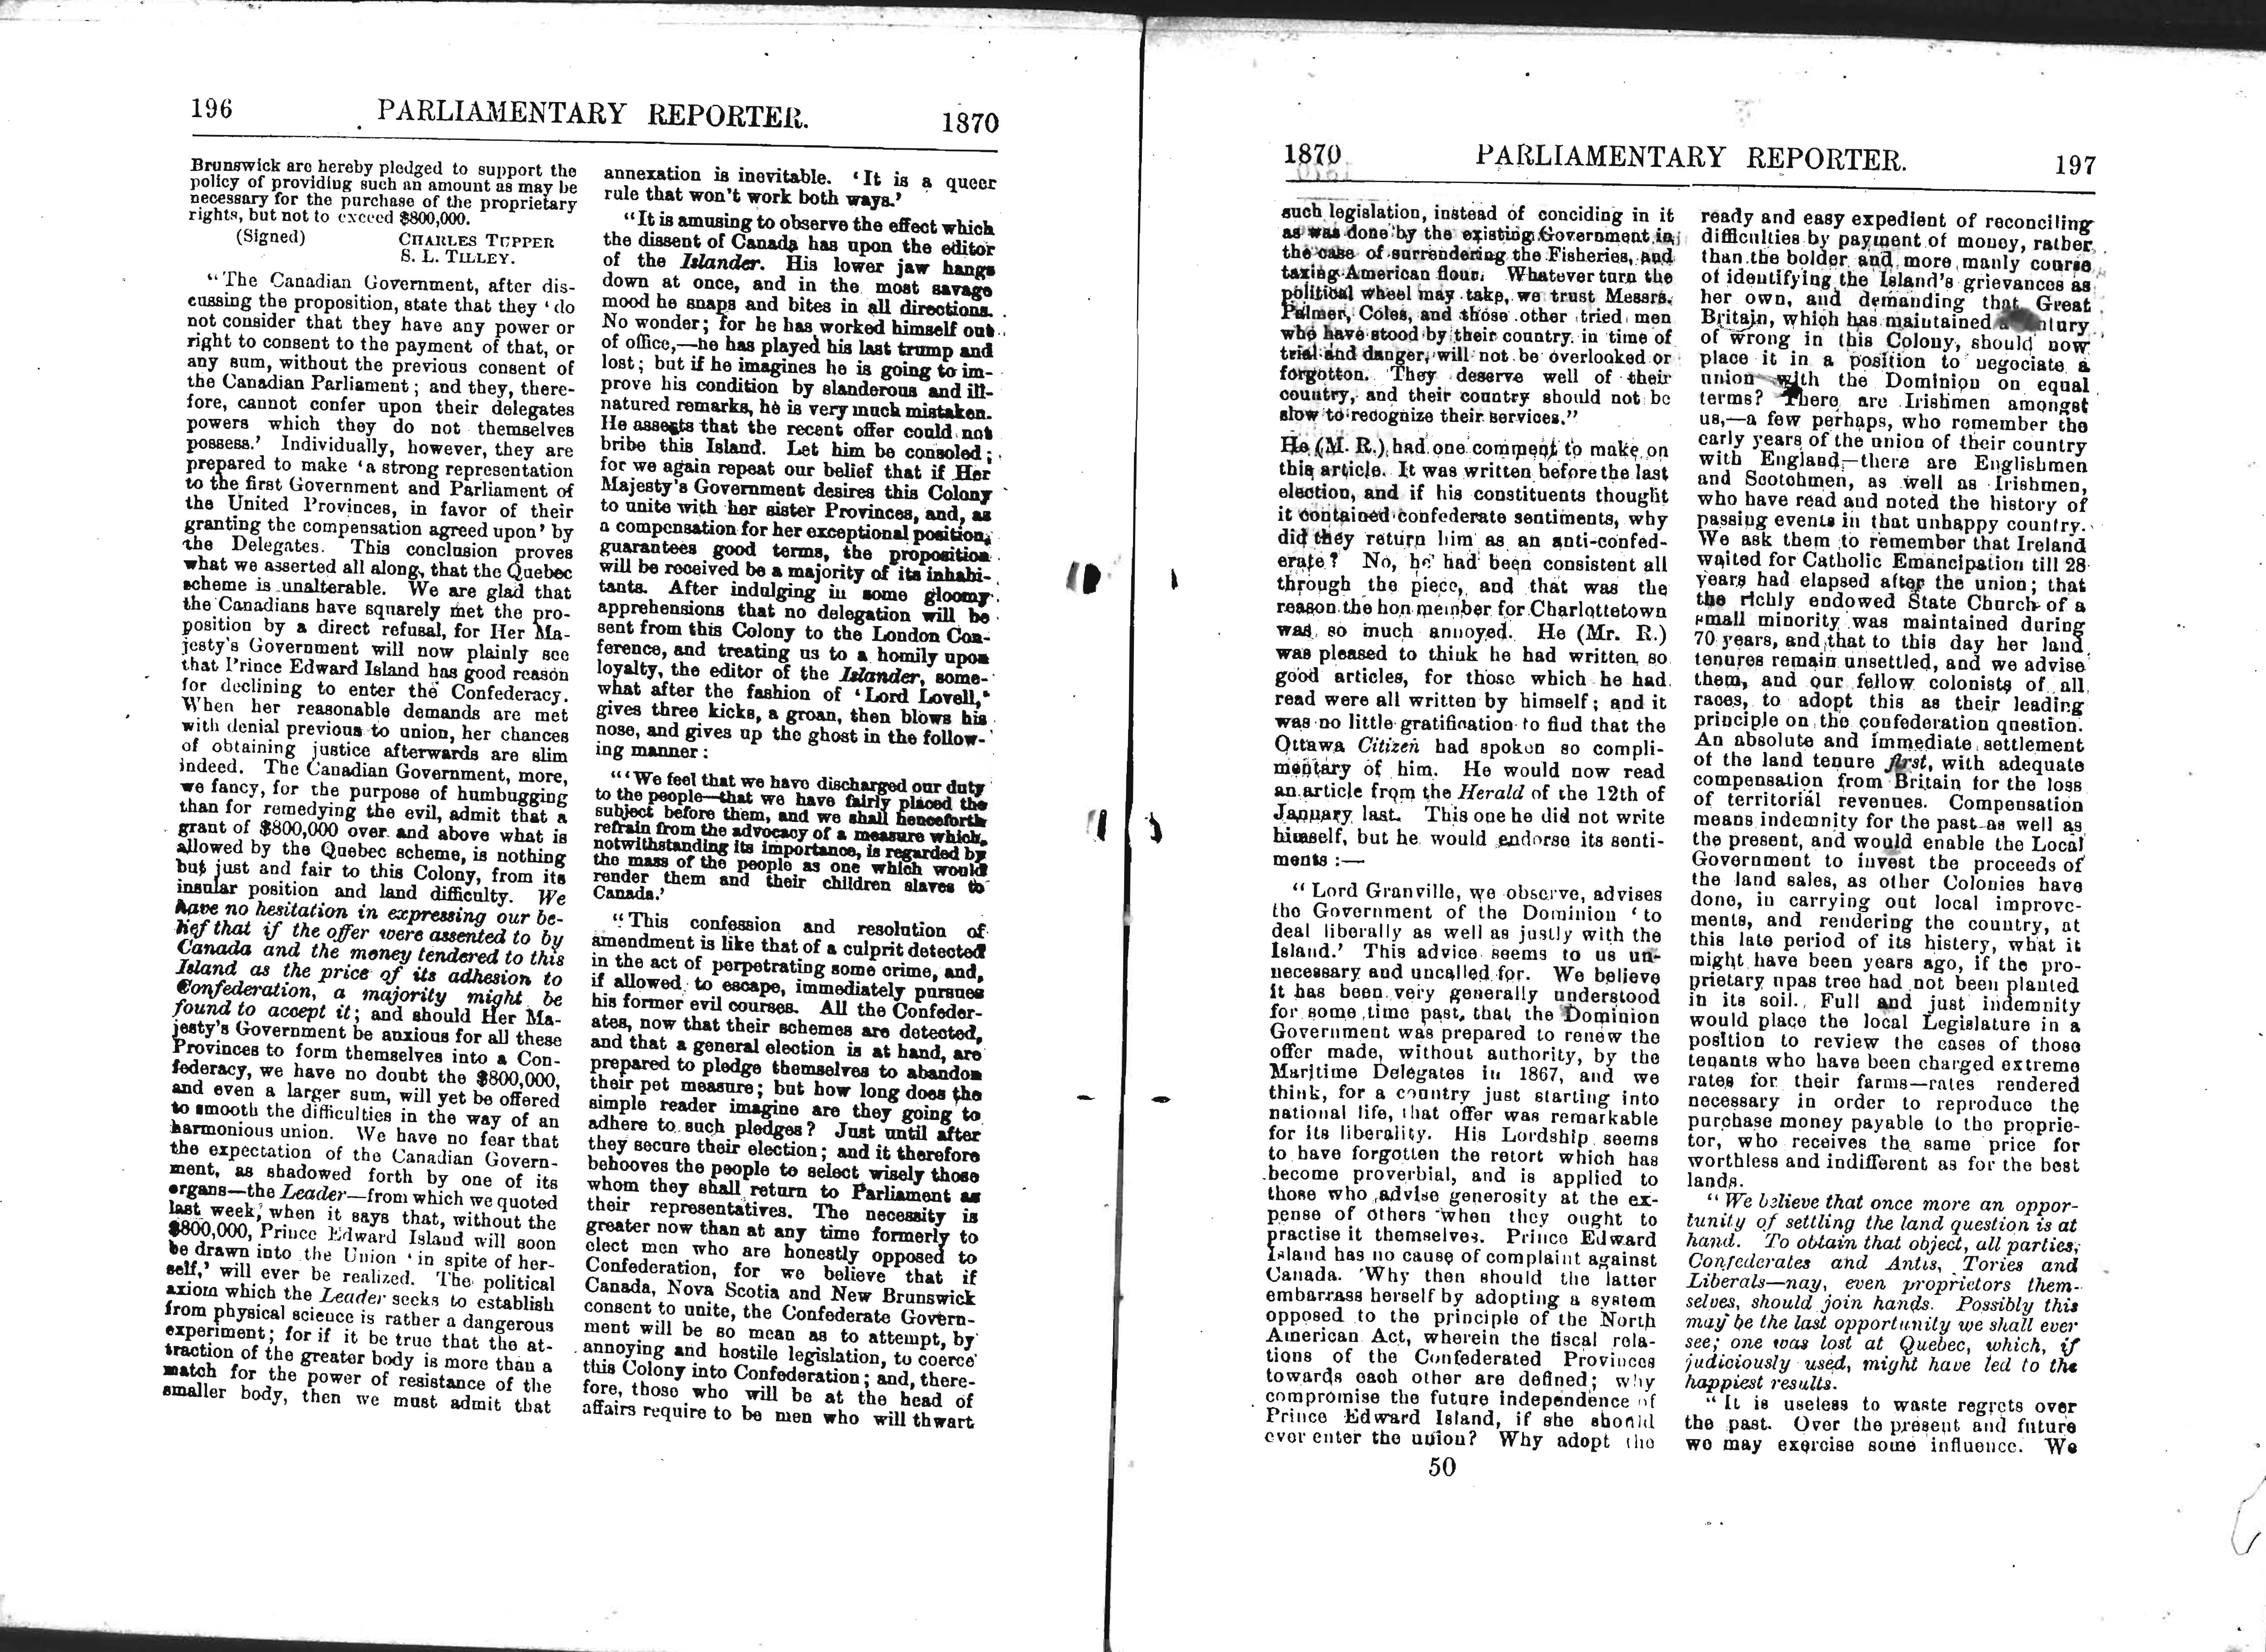 196 PARLIAMENTARY REPORTER. 1870
Brunswick are hereby pledged to support the
policy of providing such an amount as may be
necessary for the purchase of the proprietary
rights, but not to exceed $800,000.
(Signed) CHARLES TUPPER
S. L. TILLEY.
“The Canadian Government, after dis-
cussing the proposition, state that they ‘do
not consider that they have any power or
right to consent to the payment of that, or
any sum, without the previous consent of
the Canadian Parliament; and they, there-
fore, cannot confer upon their delegates
powers which they do not themselves
possess.’ Individually, however, they are
prepared to make ‘a strong representation
to the first Government and Parliament of
the United Provinces, in favor of their
granting the compensation agreed upon’ by
the Delegates. This conclusion proves
what we asserted all along, that the Quebec
scheme is unalterable. We are glad that
the Canadians have squarely met the pro-
position by a direct refusal, for Her Ma-
jesty’s Government will now plainly see
that Prince Edward Island has good reason
for declining to enter the Confederacy.
When her reasonable demands are met
with denial previous to union, her chances
of obtaining justice afterwards are slim
indeed. The Canadian Government, more,
we fancy, for the purpose of humbugging
than for remedying the evil, admit that a
grant of $800,000 over and above what is
allowed by the Quebec scheme, is nothing
but just and fair to this Colony, from its
insular position and land difficulty. We
have no hesitation in expressing our be-
lief that if the offer were assented to by
Canada and the money tendered to this
Island as the price of its adhesion to
Confederation, a majority might be
found to accept it; and should Her Ma-
jesty’s Government be anxious for all these
Provinces to form themselves into a Con-
federacy, we have no doubt the $800,000,
and even a larger sum, will yet be offered
to smooth the difficulties in the way of an
harmonious union. We have no fear that
the expectation of the Canadian Govern-
ment, as shadowed forth by one of its
organs—the Leader—from which we quoted
last week, when it says that, without the
$800,000, Prince Edward Island will soon
be drawn into the Union ‘in spite of her-
self,’ will ever be realized. The political
axiom which the Leader seeks to establish
from physical science is rather a dangerous
experiment; for if it be true that the at-
traction of the greater body is more than a
match for the power of resistance of the
smaller body, then we must admit that
annexation is inevitable. ‘It is a queer
rule that won’t work both ways.’
“It is amusing to observe the effect which
the dissent of Canada has upon the editor
of the Islander. His lower jaw hangs
down at once, and in the most savage
mood he snaps and bites in all directions.
No wonder; for he has worked himself out
of office,—he has played his last trump and
lost; but if he imagines he is going to im-
prove his condition by slanderous and ill-
natured remarks, he is very much mistaken.
He asserts that the recent offer could not
bribe this Island. Let him be consoled;
for we again repeat our belief that if Her
Majesty’s Government desires this Colony
to unite with her sister Provinces, and, as
a compensation for her exceptional position,
guarantees good terms, the proposition
will be received be a majority of its inhabi-
tants. After indulging in some gloomy
apprehensions that no delegation will be
sent from this Colony to the London Con-
ference, and treating us to a homily upon
loyalty, the editor of the Islander, some-
what after the fashion of ‘Lord Lovell,’
gives three kicks, a groan, then blows his
nose, and gives up the ghost in the follow-
ing manner:
“‘We feel that we have discharged our duty
to the people—that we have fairly placed the
subject before them, and we shall henceforth
refrain from the advocacy of a measure which,
notwithstanding its importance, is regarded by
the mass of the people as one which would
render them and their children slaves to
Canada.’
“This confession and resolution of
amendment is like that of a culprit detected
in the act of perpetrating some crime, and,
if allowed to escape, immediately pursues
his former evil courses. All the Confeder-
ates, now that their schemes are detected,
and that a general election is at hand, are
prepared to pledge themselves to abandon
their pet measure; but how long does the
simple reader imagine are they going to
adhere to such pledges? Just until after
they secure their election; and it therefore
behooves the people to select wisely those
whom they shall return to Parliament as
their representatives. The necessity is
greater now than at any time formerly to
elect men who are honestly opposed to
Confederation, for we believe that if
Canada, Nova Scotia and New Brunswick
consent to unite, the Confederate Govern-
ment will be so mean as to attempt, by
annoying and hostile legislation, to coerce
this Colony into Confederation; and, there-
fore, those who will be at the head of
affairs require to be men who will thwart
1870 PARLIAMENTARY REPORTER. 197
such legislation, instead of conciding in it
as was done by the existing Government in
the case of surrendering the Fisheries, and
taxing American flour. Whatever turn the
political wheel may take, we trust Messrs.
Palmer, Coles, and those other tried men
who have stood by their country in time of
trial and danger, will not be overlooked or
forgotton. They deserve well of their
country, and their country should not be
slow to recognize their services.”
He (M. R.) had one comment to make on
this article. It was written before the last
election, and if his constituents thought
it contained confederate sentiments, why
did they return him as an anti-confed-
erate? No, he had been consistent all
through the piece, and that was the
reason the hon member for Charlottetown
was so much annoyed. He (Mr. R.)
was pleased to think he had written so
good articles, for those which he had
read were all written by himself; and it
was no little gratification to find that the
Ottawa Citizen had spoken so compli-
mentary of him. He would now read
an article from the Herald of the 12th of
January last. This one he did not write
himself, but he would endorse its senti-
ments:—
“Lord Granville, we observe, advises
the Government of the Dominion ‘to
deal liberally as well as justly with the
Island.’ This advice seems to us un-
necessary and uncalled for. We believe
it has been very generally understood
for some time past, that the Dominion
Government was prepared to renew the
offer made, without authority, by the
Maritime Delegates in 1867, and we
think, for a country just starting into
national life, that offer was remarkable
for its liberality. His Lordship seems
to have forgotten the retort which has
become proverbial, and is applied to
those who advise generosity at the ex-
pense of others when they ought to
practise it themselves. Prince Edward
Island has no cause of complaint against
Canada. Why then should the latter
embarrass herself by adopting a system
opposed to the principle of the North
American Act, wherein the fiscal rela-
tions of the Confederated Provinces
towards each other are defined; why
compromise the future independence of
Prince Edward Island, if she should
ever enter the union? Why adopt the
50
ready and easy expedient of reconciling
difficulties by payment of money, rather
than the bolder and more manly course
of identifying the Island’s grievances as
her own, and demanding that Great
Britain, which has maintained a
of wrong in this Colony, should now
place it in a position to negociate a
union with the Dominion on equal
terms? There are Irishmen amongst
us,—a few perhaps, who remember the
early years of the union of their country
with England,—there are Englishmen
and Scotchmen, as well as Irishmen,
who have read and noted the history of
passing events in that unhappy country.
We ask them to remember that Ireland
waited for Catholic Emancipation till 28
years had elapsed after the union; that
the richly endowed State Church of a
small minority was maintained during
70 years, and that to this day her land
tenures remain unsettled, and we advise
them, and our fellow colonists of all
races, to adopt this as their leading
principle on the confederation question.
An absolute and immediate settlement
of the land tenure first, with adequate
compensation from Britain for the loss
of territorial revenues. Compensation
means indemnity for the past as well as
the present, and would enable the Local
Government to invest the proceeds of
the land sales, as other Colonies have
done, in carrying out local improve-
ments, and rendering the country, at
this late period of its histery, what it
might have been years ago, if the pro-
prietary upas tree had not been planted
in its soil. Full and just indemnity
would place the local Legislature in a
position to review the cases of those
tenants who have been charged extreme
rates for their farms—rates rendered
necessary in order to reproduce the
purchase money payable to the proprie-
tor, who receives the same price for
worthless and indifferent as for the best
lands.
“We believe that once more an oppor-
tunity of settling the land question is at
hand. To obtain that object, all parties,
Confederates and Antis, Tories and
Liberals—nay, even proprietors them-
selves, should join hands. Possibly this
may be the last opportunity we shall ever
see; one was lost at Quebec, which, if
judiciously used, might have led to the
happiest results.
“It is useless to waste regrets over
the past. Over the present and future
we may exercise some influence. We